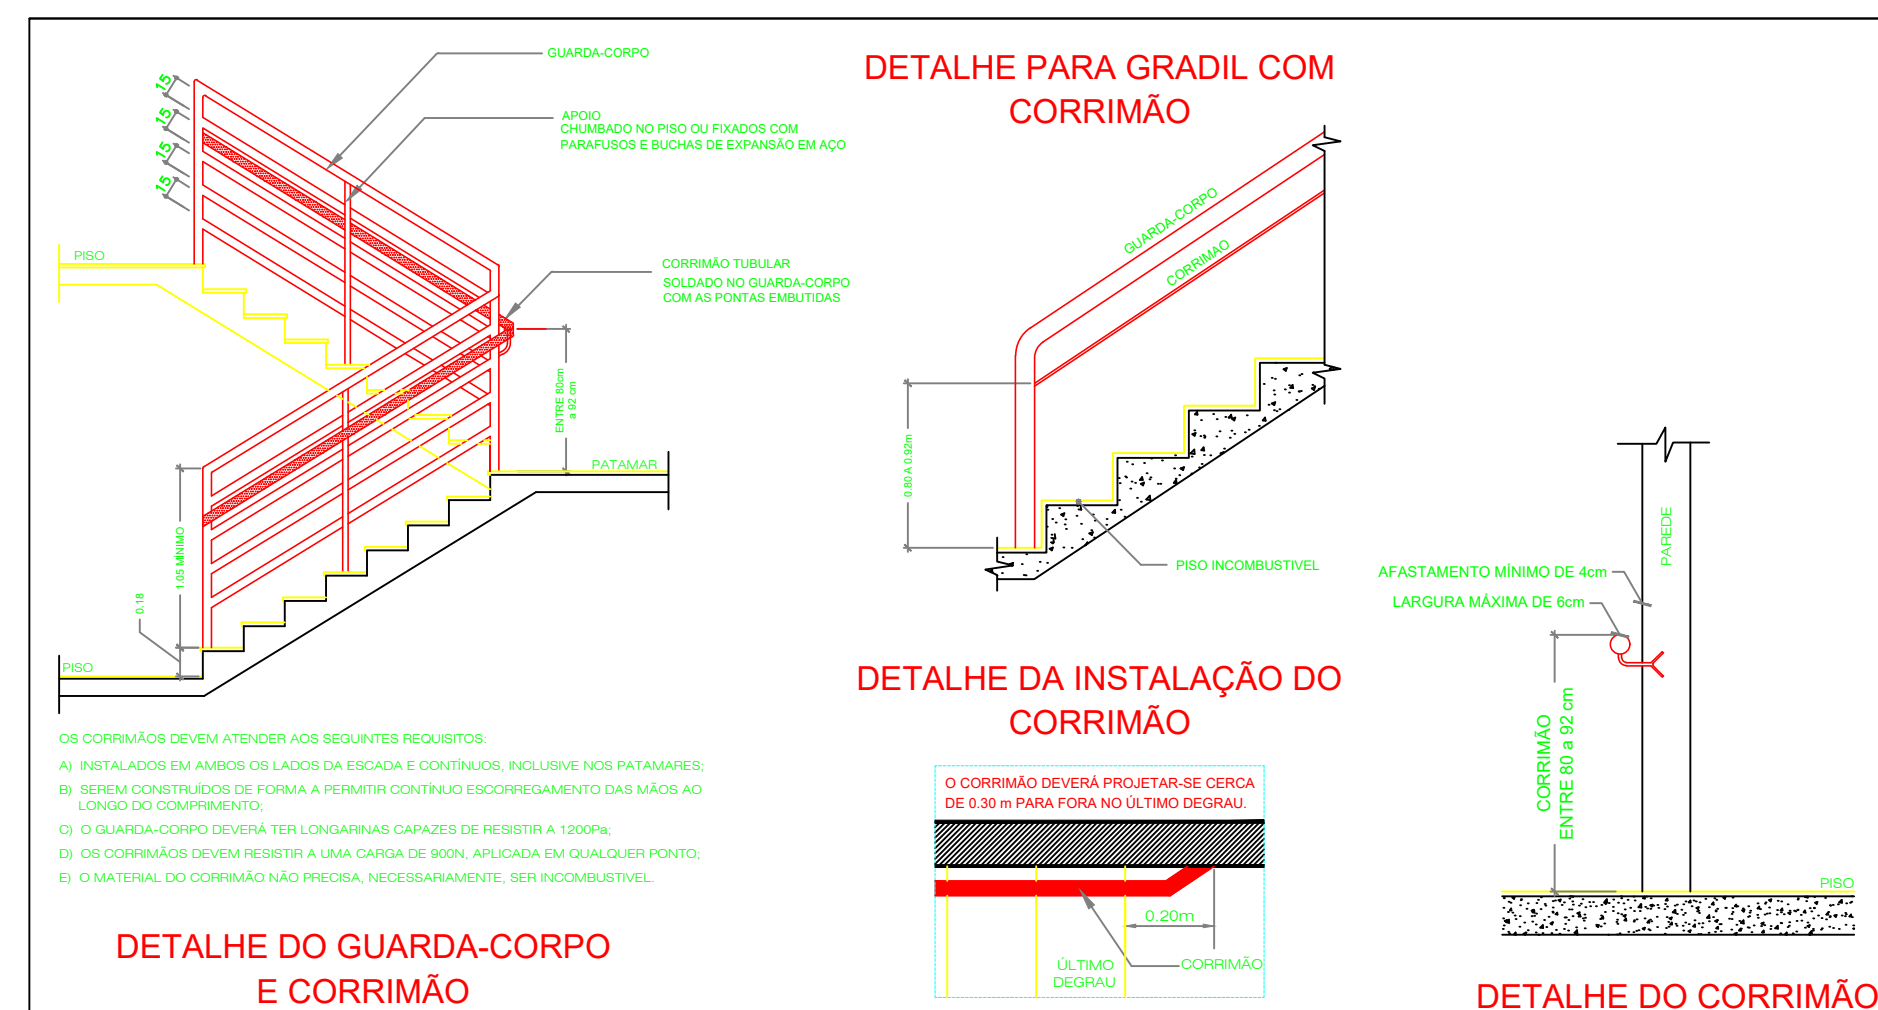 GUARDA-CORPO
APOIO
CHUMBADO NO PISO OU FIXADOS COM
PARAFUSOS E BUCHAS DE EXPANSÃO EM AÇO
15
15
15
15
PISO
CORRIMÃO TUBULAR
SOLDADO NO GUARDA-CORPO
COM AS PONTAS EMBUTIDAS
ENTRE 80cm
a 92 cm
PATAMAR
1.05 MÍNIMO
0.18
PISO
OS CORRIMÃOS DEVEM ATENDER AOS SEGUINTES REQUISITOS:
A) INSTALADOS EM AMBOS OS LADOS DA ESCADA E CONTÍNUOS, INCLUSIVE NOS PATAMARES;
B) SEREM CONSTRUÍDOS DE FORMA A PERMITIR CONTÍNUO ESCORREGAMENTO DAS MÃOS AO
LONGO DO COMPRIMENTO;
C) O GUARDA-CORPO DEVERÁ TER LONGARINAS CAPAZES DE RESISTIR A 1200Pa;
D) OS CORRIMÃOS DEVEM RESISTIR A UMA CARGA DE 900N, APLICADA EM QUALQUER PONTO;
E) O MATERIAL DO CORRIMÃO NÃO PRECISA, NECESSARIAMENTE, SER INCOMBUSTIVEL.
DETALHE DO GUARDA-CORPO
E CORRIMÃO
DETALHE PARA GRADIL COM
CORRIMÃO
GUARDA-CORPO
CORRIMAO
0.80 A 0.92m
PISO INCOMBUSTIVEL
DETALHE DA INSTALAÇÃO DO
CORRIMÃO
O CORRIMÃO DEVERÁ PROJETAR-SE CERCA
DE 0.30 m PARA FORA NO ÚLTIMO DEGRAU.
0.20m
ÚLTIMO
DEGRAU
CORRIMÃO
PAREDE
AFASTAMENTO MÍNIMO DE 4cm
LARGURA MÁXIMA DE 6cm
CORRIMÃO
ENTRE 80 a 92 cm
PISO
DETALHE DO CORRIMÃO